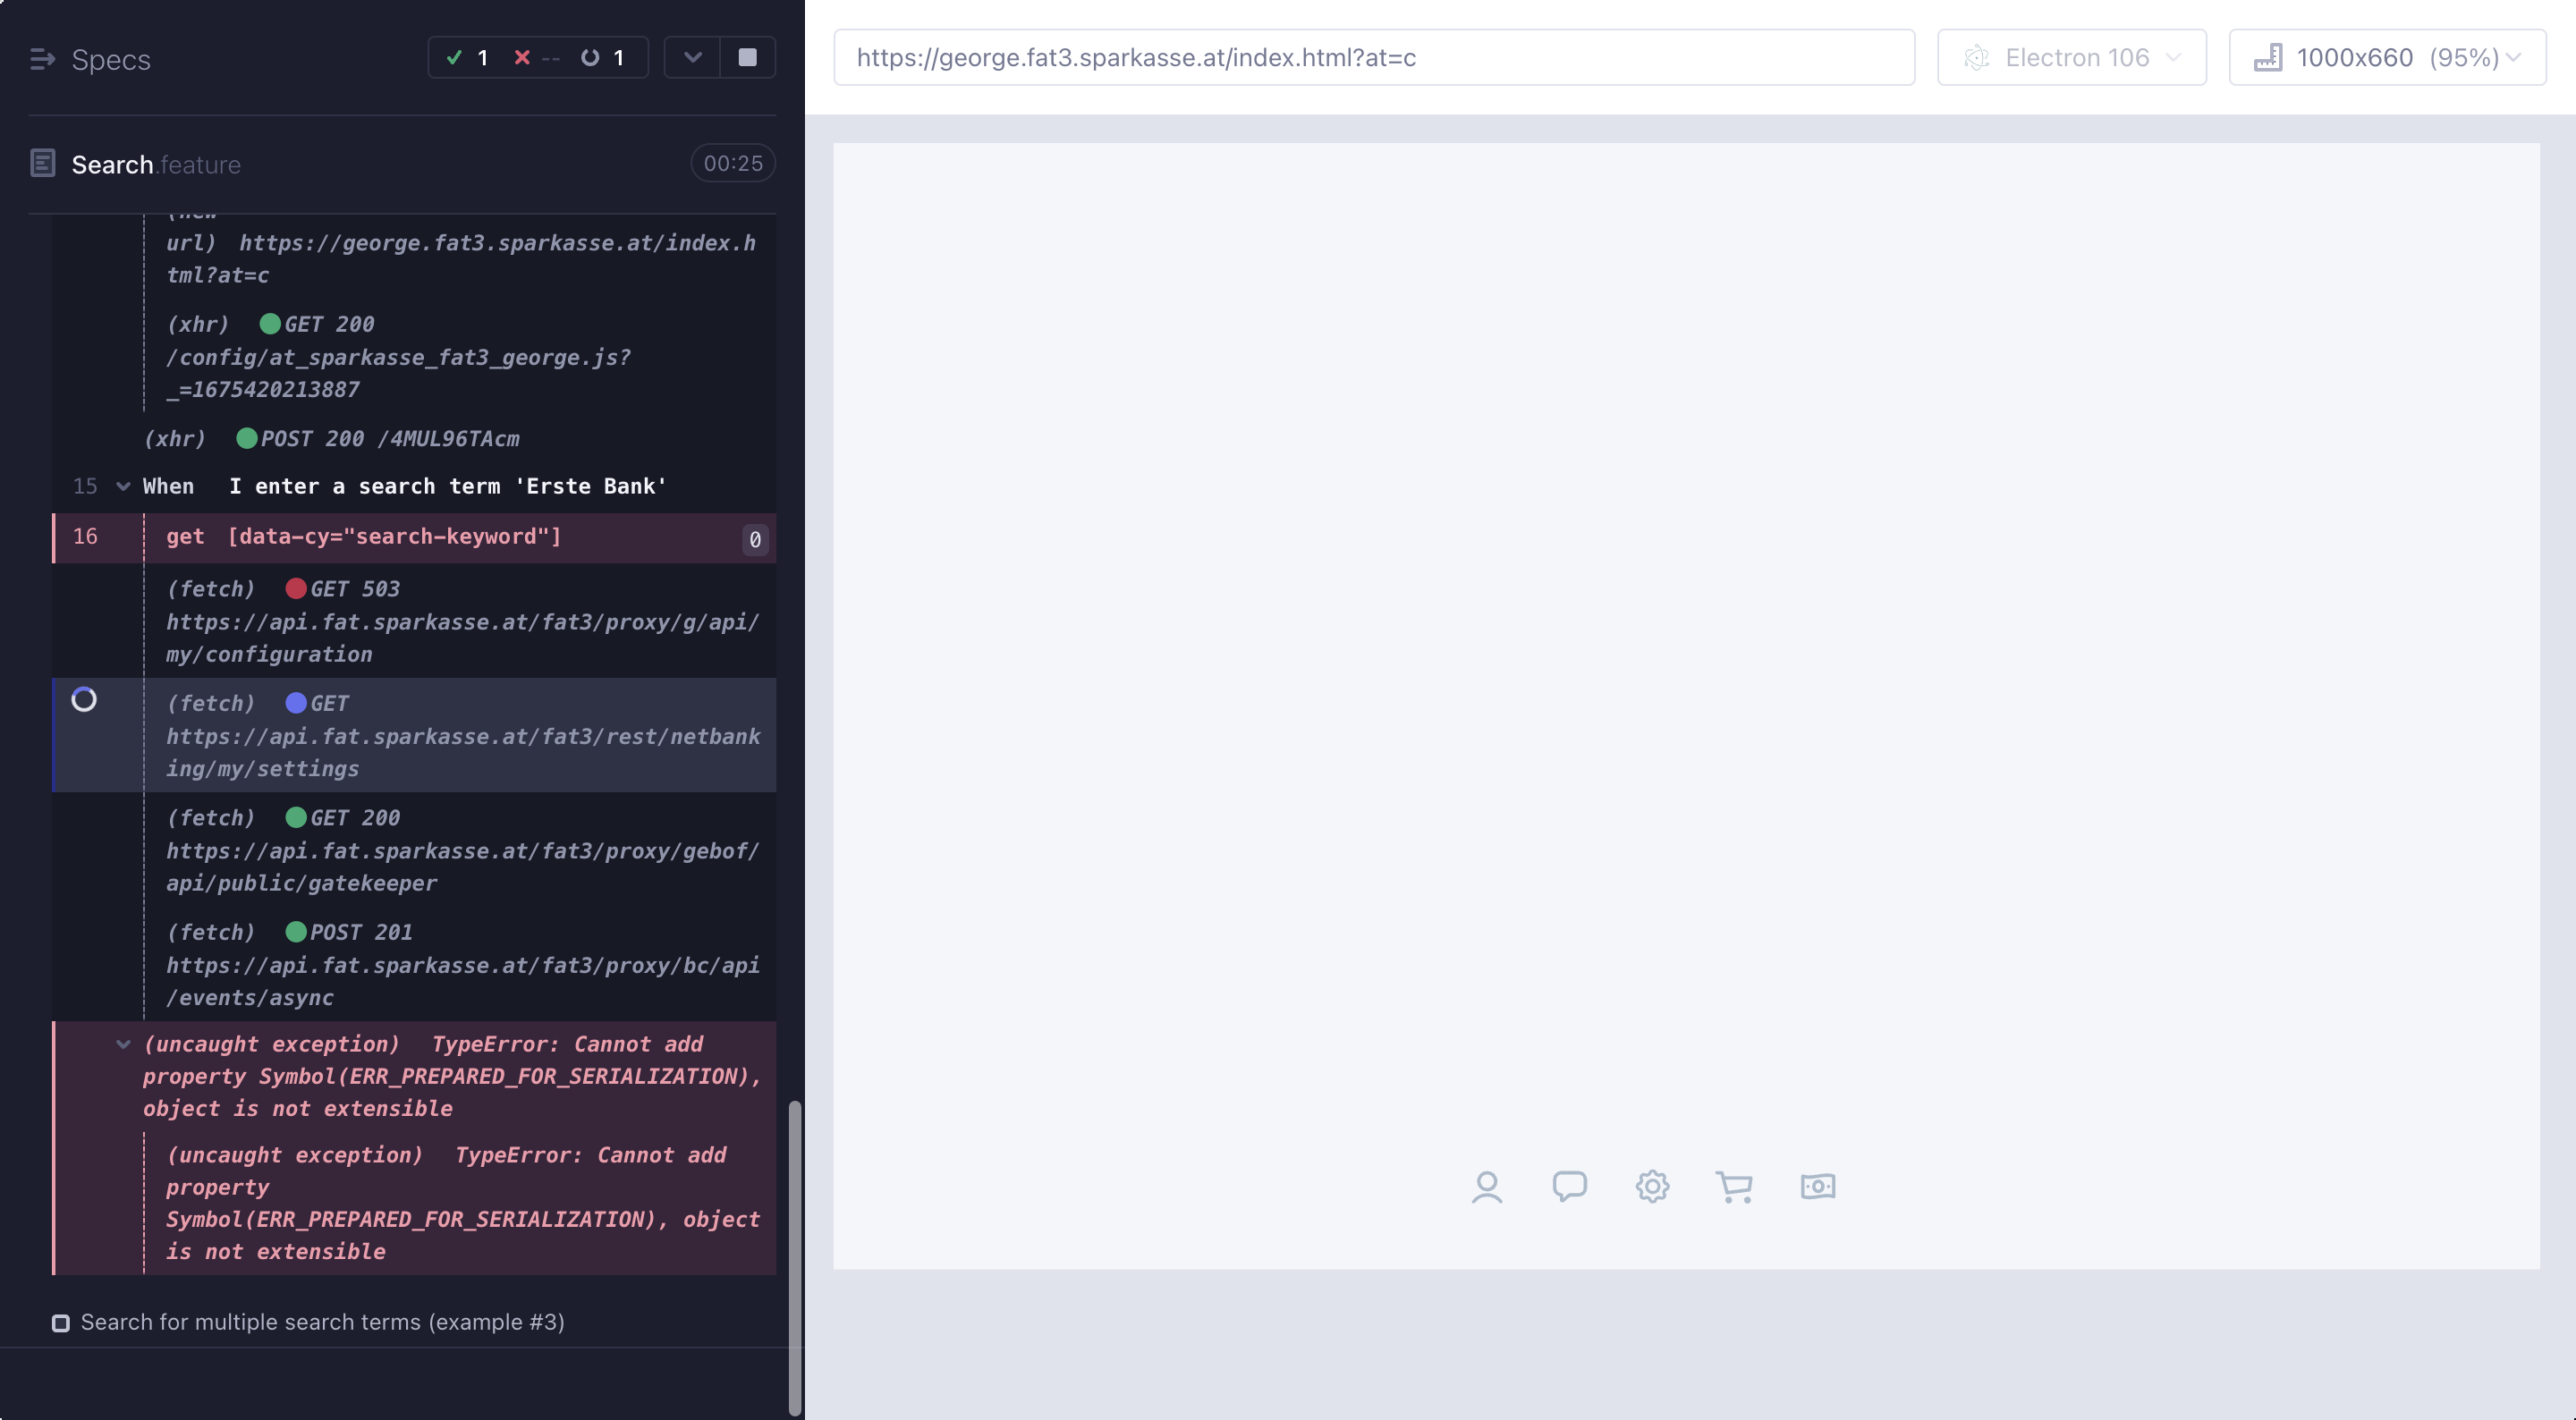 Specs
1 -- 1
Search.feature 00:25
url) https://george.fat3.sparkasse.at/index.h
tml?at=c
(xhr) GET 200
/config/at_sparkasse_fat3_george.js?
_=1675420213887
(xhr) POST 200 /4MUL96TAcm
15 When I enter a search term 'Erste Bank'
16 get [data-cy="search-keyword"] 0
(fetch) GET 503
https://api.fat.sparkasse.at/fat3/proxy/g/api/
my/configuration
(fetch) GET
https://api.fat.sparkasse.at/fat3/rest/netbank
ing/my/settings
(fetch) GET 200
https://api.fat.sparkasse.at/fat3/proxy/gebof/
api/public/gatekeeper
(fetch) POST 201
https://api.fat.sparkasse.at/fat3/proxy/bc/api
/events/async
(uncaught exception) TypeError: Cannot add
property Symbol(ERR_PREPARED_FOR_SERIALIZATION),
object is not extensible
(uncaught exception) TypeError: Cannot add
property
Symbol(ERR_PREPARED_FOR_SERIALIZATION), object
is not extensible
Search for multiple search terms (example #3)
https://george.fat3.sparkasse.at/index.html?at=c
Electron 106
1000x660 (95%)